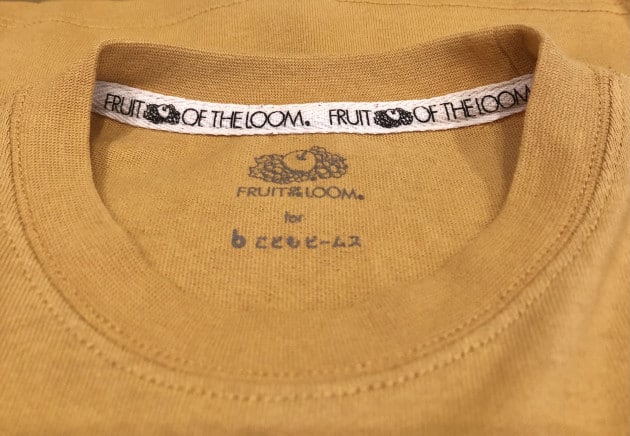 FRUIT OF THE LOOM® FRUIT OF THE LOOM
FRUIT OF THE LOOM®
for
b こども ビームス